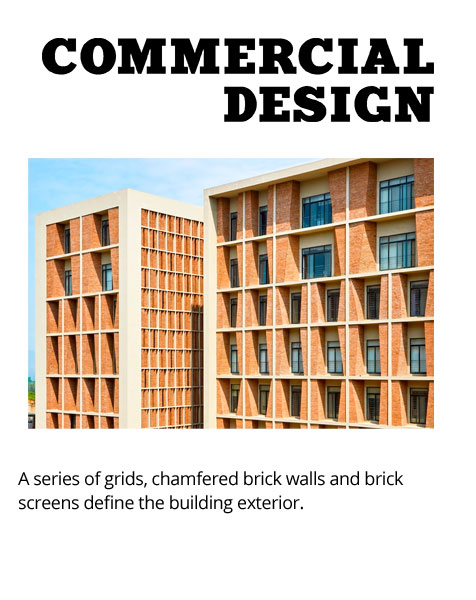 COMMERCIAL
DESIGN
A series of grids, chamfered brick walls and brick
screens define the building exterior.